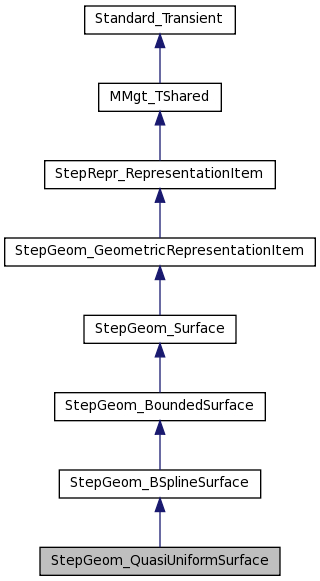 Standard_Transient
MMgt_TShared
StepRepr_RepresentationItem
StepGeom_GeometricRepresentationItem
StepGeom_Surface
StepGeom_BoundedSurface
StepGeom_BSplineSurface
StepGeom_QuasiUniformSurface